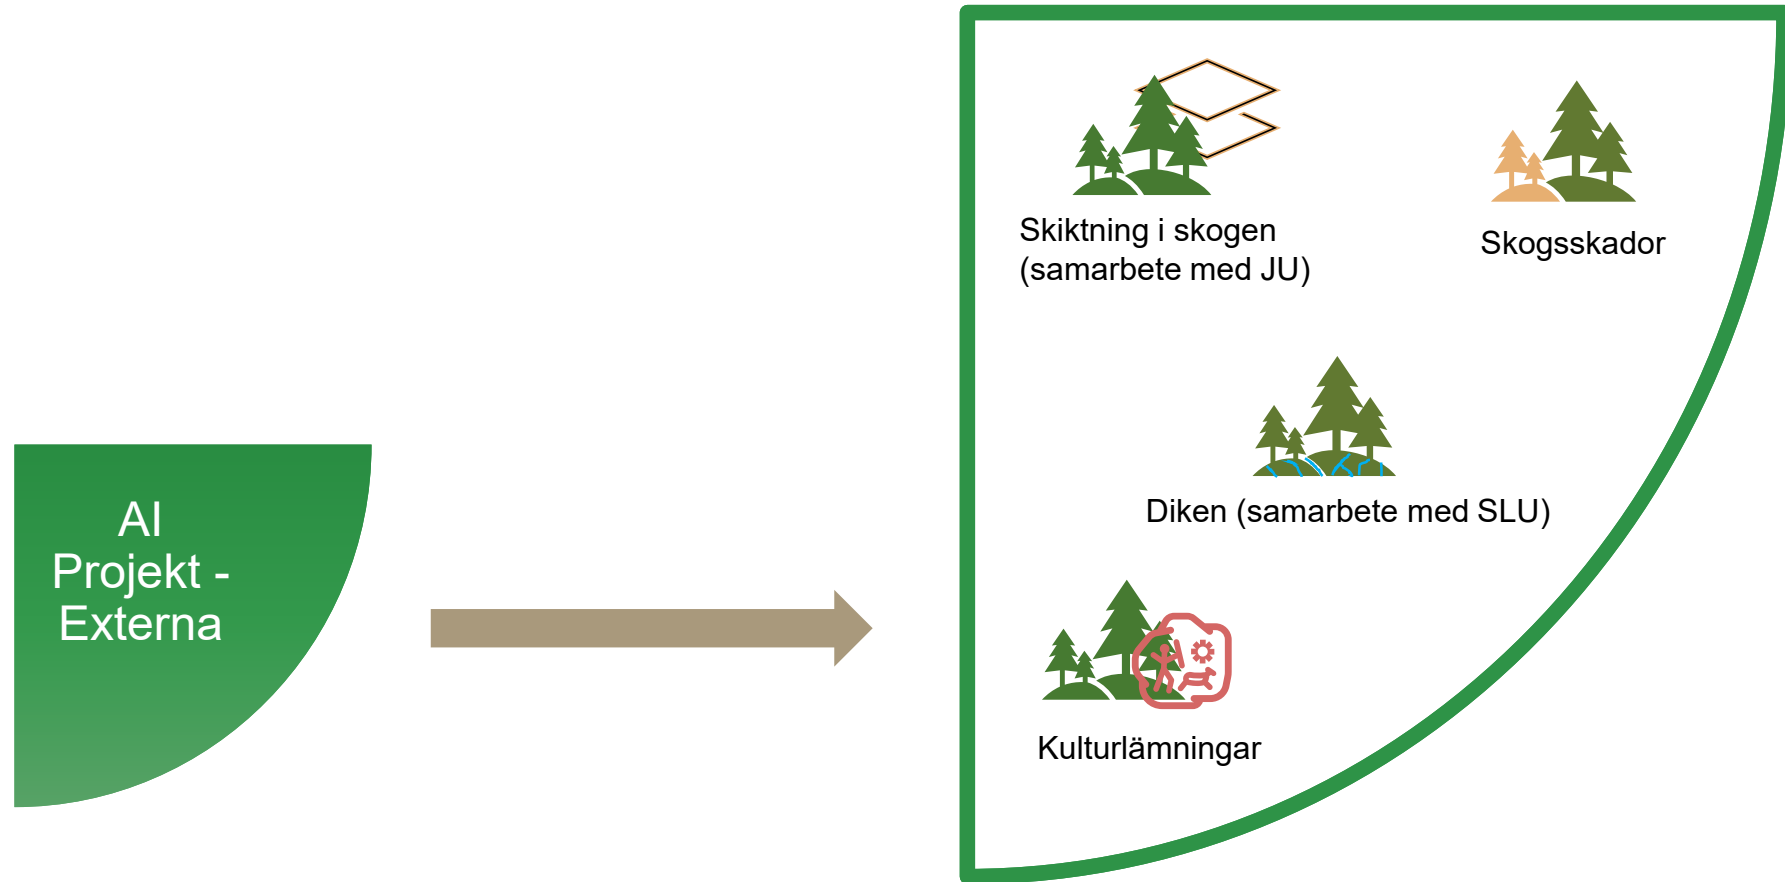 AI
Projekt -
Externa
Skiktning i skogen
(samarbete med JU)
Skogsskador
Diken (samarbete med SLU)
Kulturlämningar